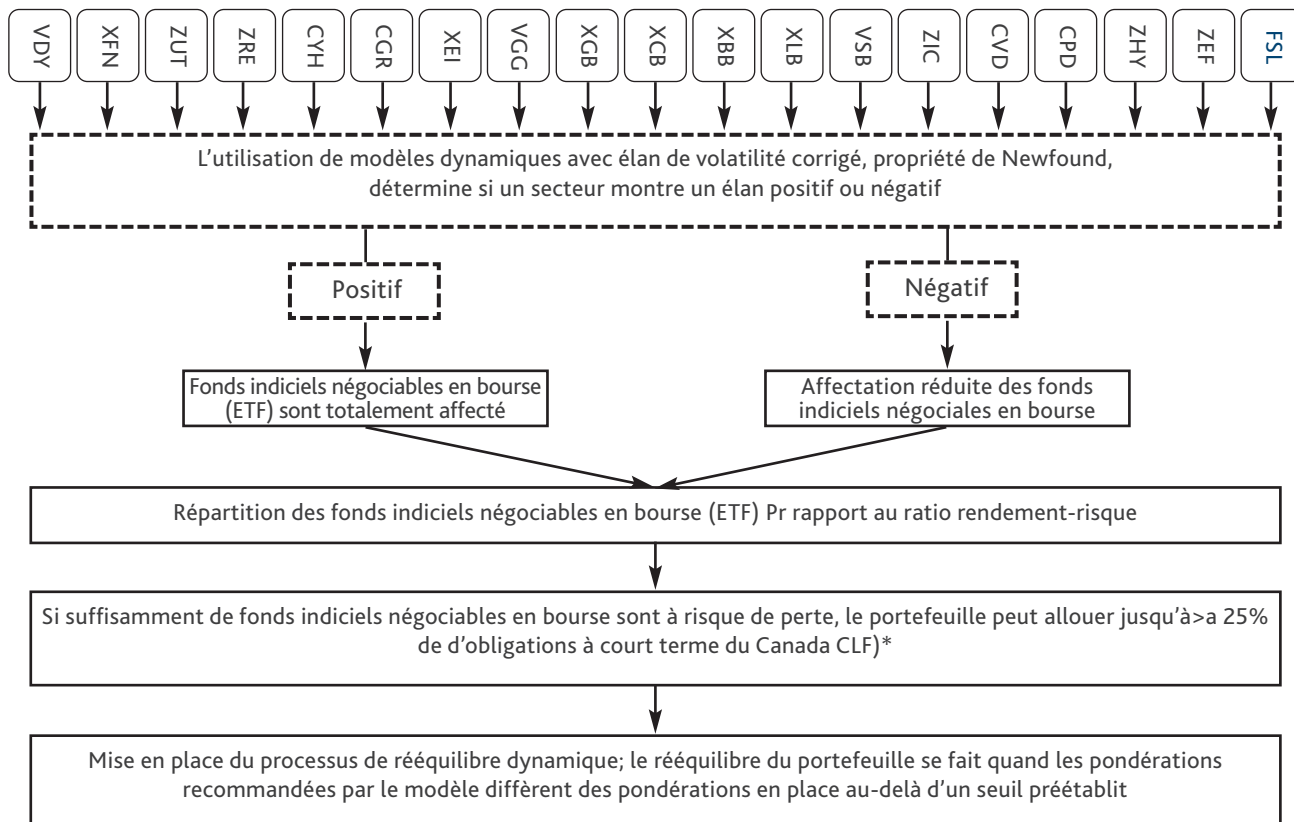 VDY
XFN
ZUT
ZRE
CYH
CGR
XEI
VGG
XGB
XCB
XBB
XLB
VSB
ZIC
CVD
CPD
ZHY
ZEF
FSL
L'utilisation de modèles dynamiques avec élan de volatilité corrigé, propriété de Newfound,
détermine si un secteur montre un élan positif ou négatif
Positif
Négatif
Fonds indiciels négociables en bourse
(ETF) sont totalement affecté
Affectation réduite des fonds
indiciels négociales en bourse
Répartition des fonds indiciels négociables en bourse (ETF) Pr rapport au ratio rendement-risque
Si suffisamment de fonds indiciels négociables en bourse sont à risque de perte, le portefeuille peut allouer jusqu'à>a 25%
de d'obligations à court terme du Canada CLF)*
Mise en place du processus de rééquilibre dynamique; le rééquilibre du portefeuille se fait quand les pondérations
recommandées par le modèle diffèrent des pondérations en place au-delà d'un seuil préétablit